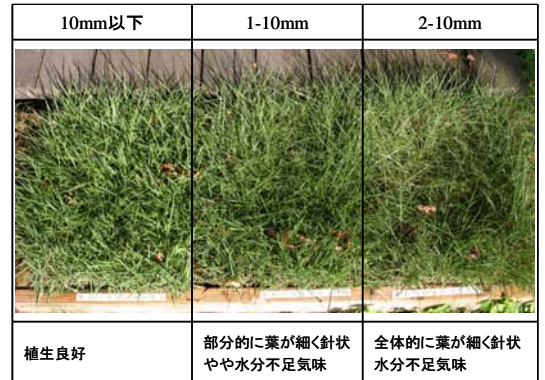 10mm以下
1-10mm
2-10mm
植生良好
部分的に葉が細く針状
やや水分不足気味
全体的に葉が細く針状
水分不足気味